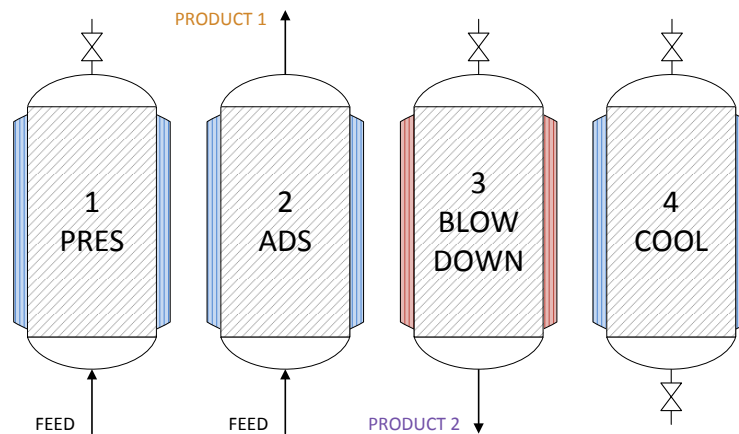 PRODUCT 1
1
PRES
2
ADS
3
BLOW
DOWN
4
COOL
FEED
FEED
PRODUCT 2